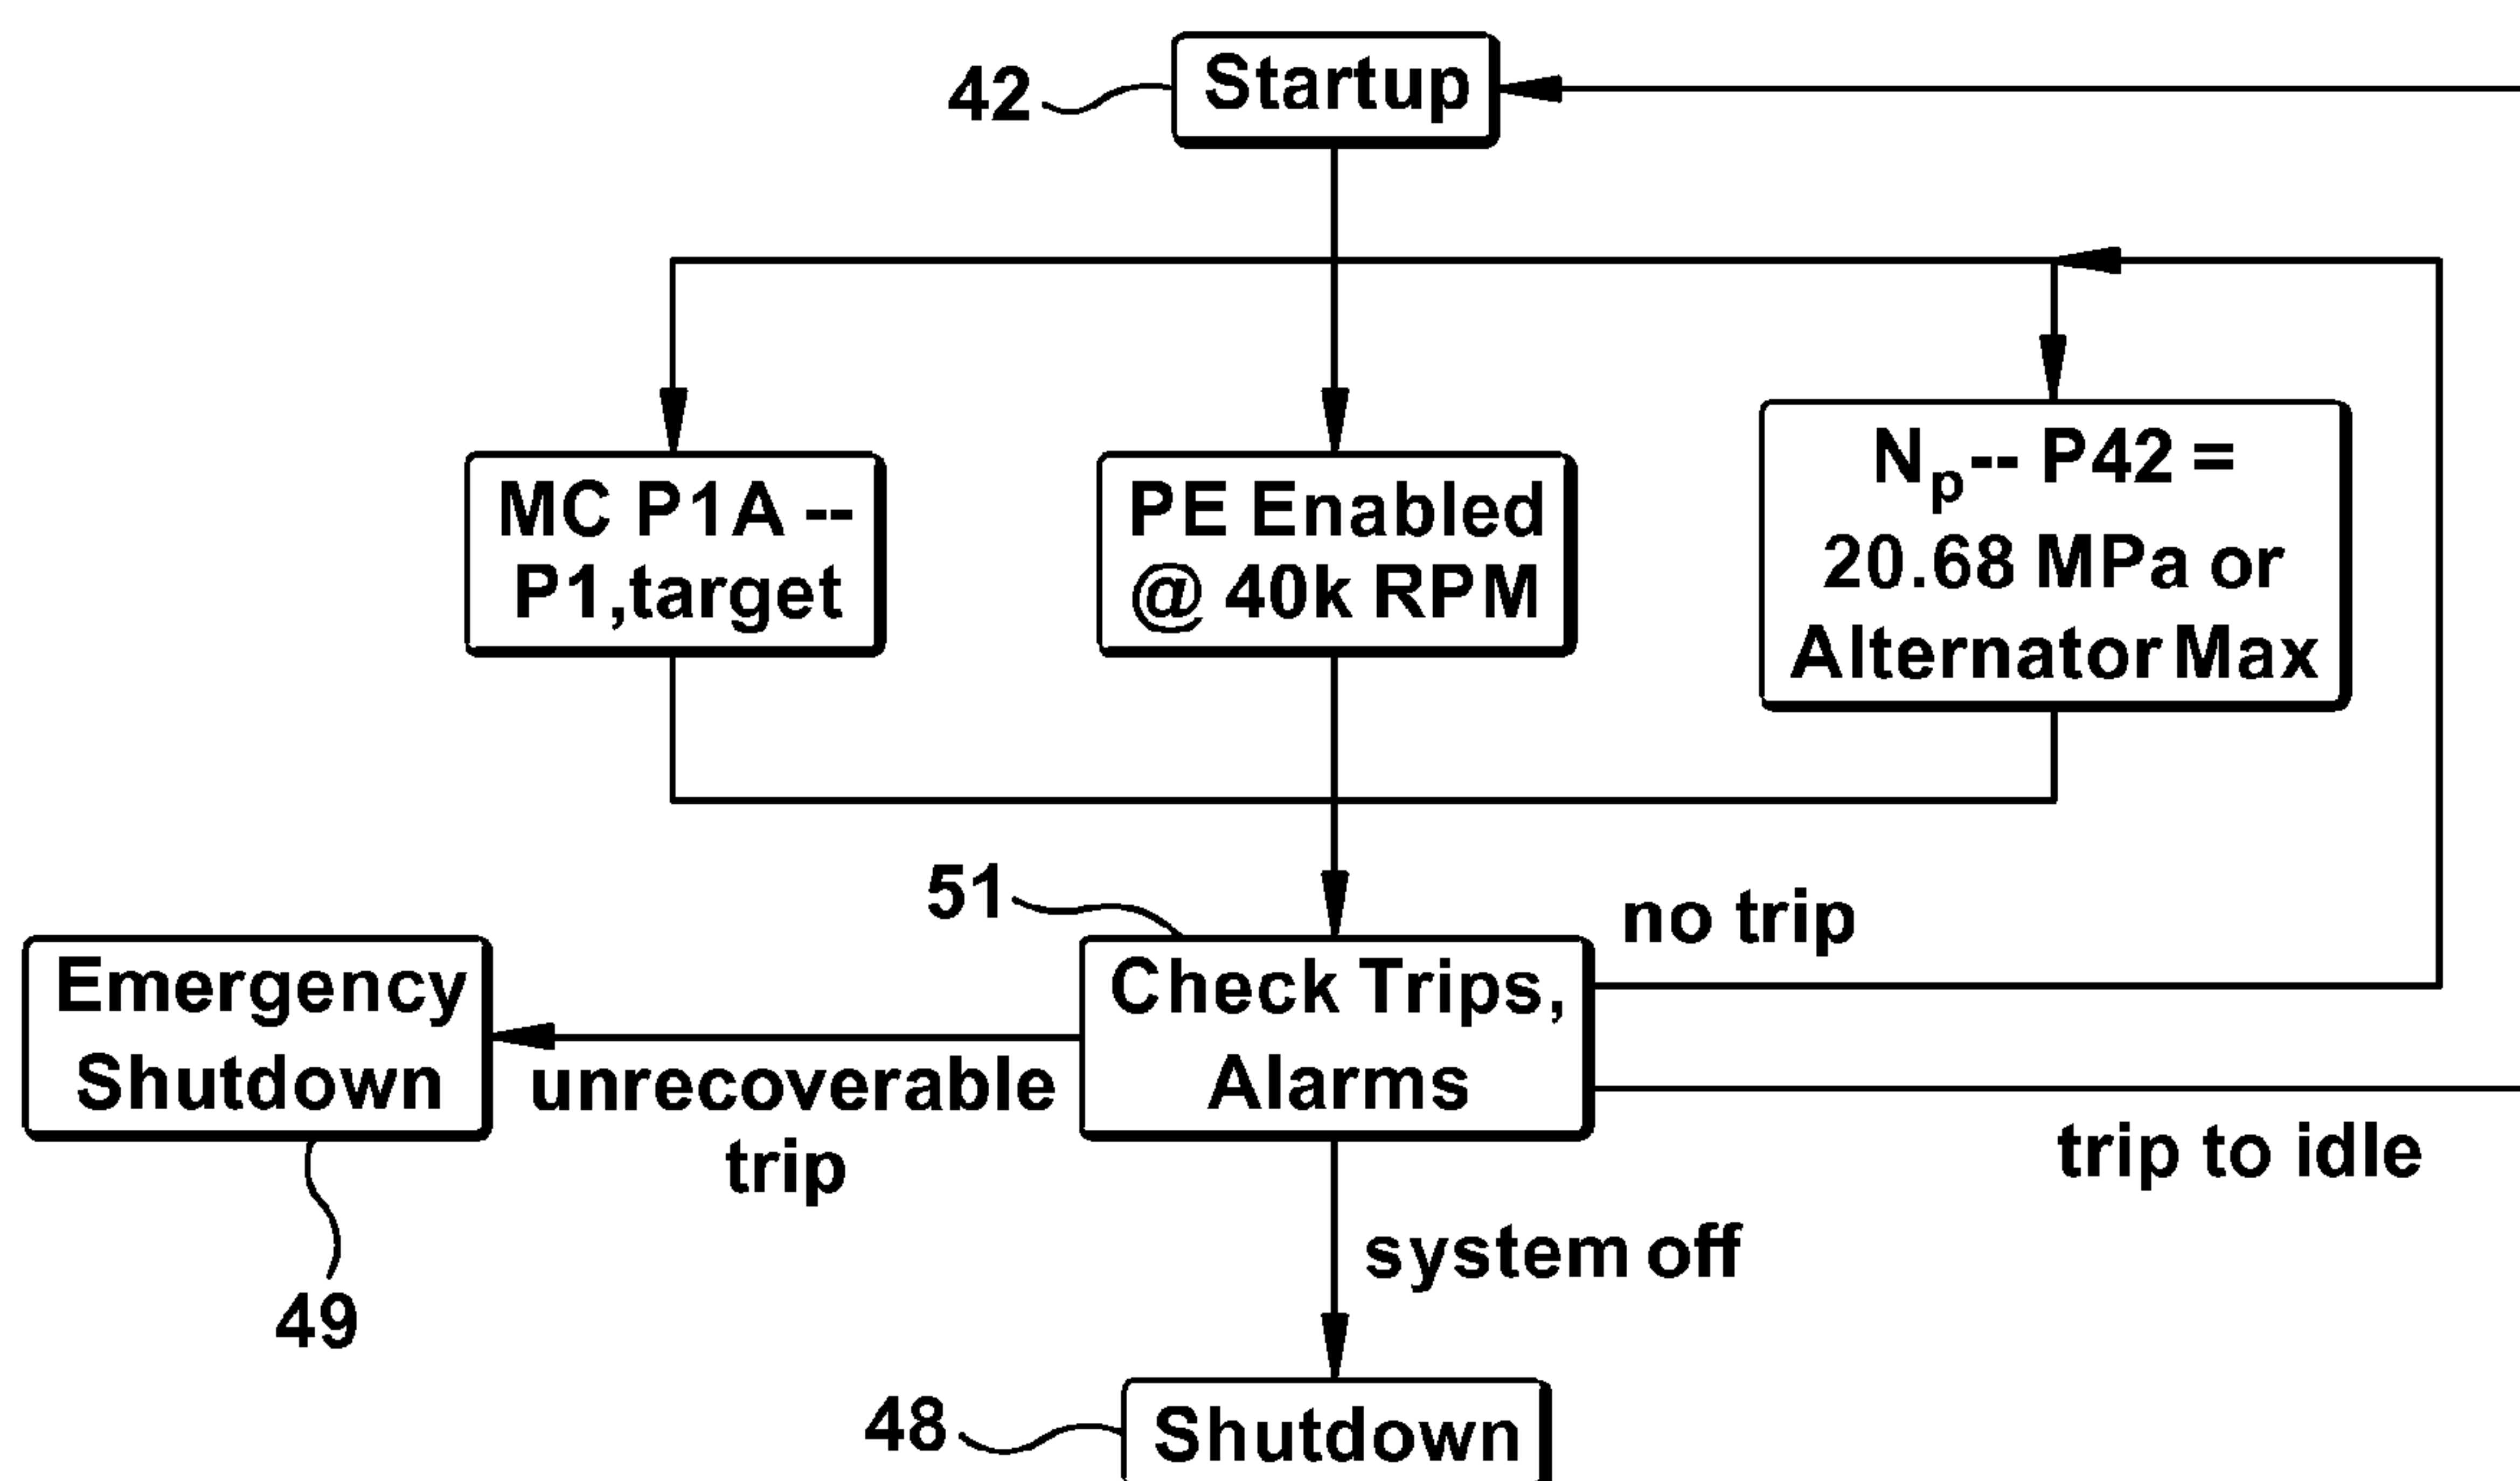 42
Startup
MC P1A --
P1,target
PE Enabled
@ 40k RPM
Np-- P42 =
20.68 MPa or
Alternator Max
51
no trip
Emergency
Shutdown
unrecoverable
trip
Check Trips,
Alarms
trip to idle
system off
49
48
Shutdown